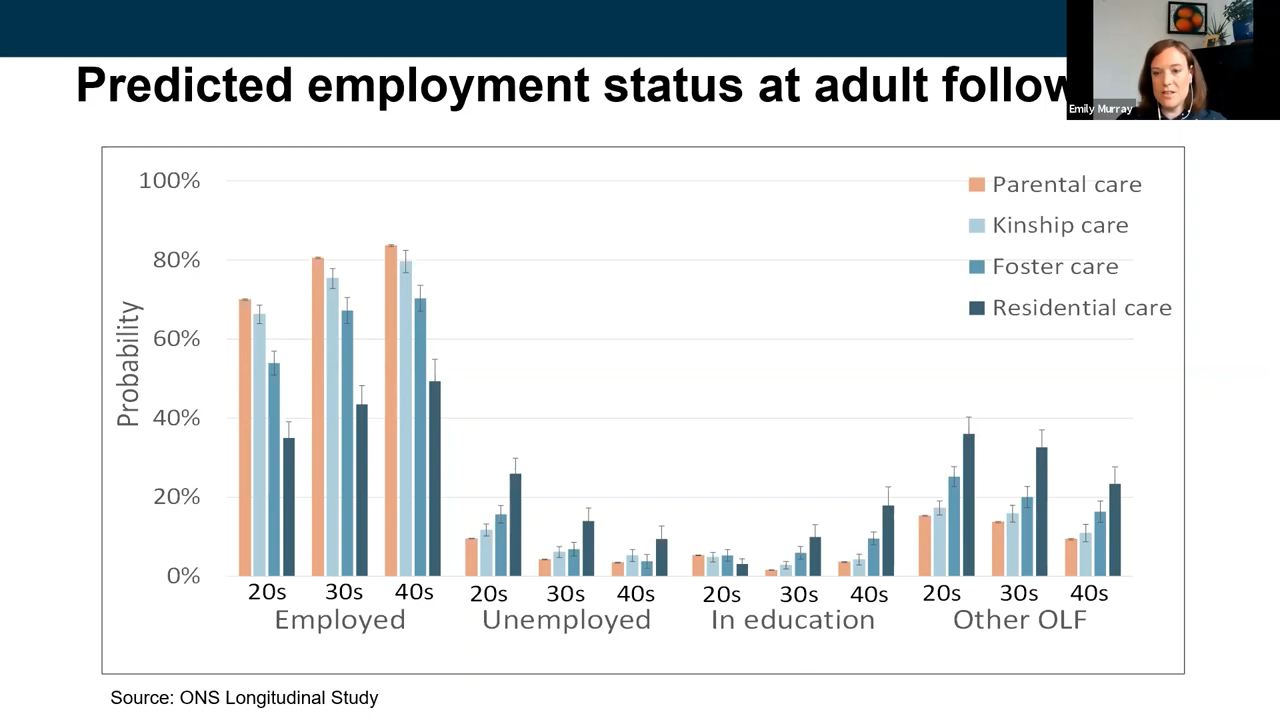 Predicted employment status at adult follow
Emily Murray
100%
80%
60%
40%
20%
0%
Probability
Parental care
Kinship care
Foster care
Residential care
20s 30s 40s 20s 30s 40s 20s 30s 40s 20s 30s 40s
Employed Unemployed In education Other OLF
Source: ONS Longitudinal Study